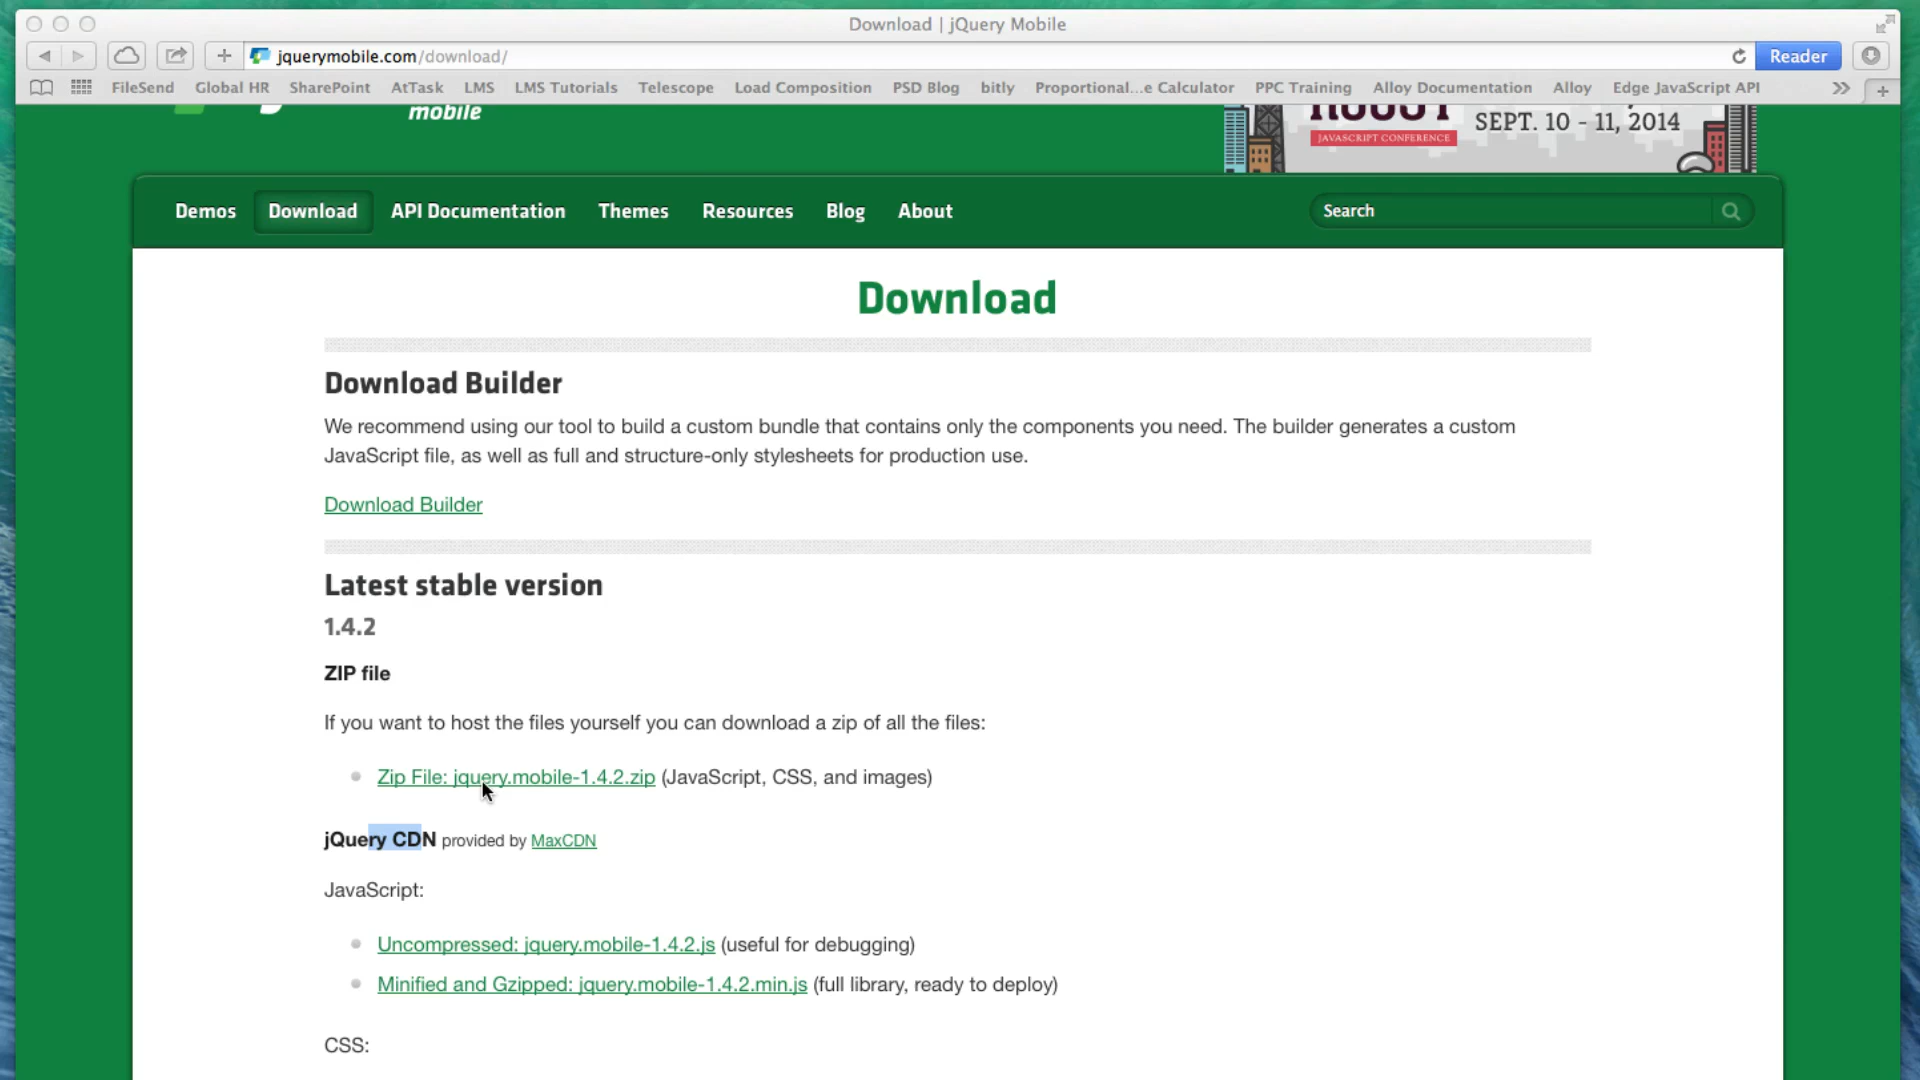 Download | jQuery Mobile
jquerymobile.com/download/
Reader
FileSend Global HR SharePoint AtTask LMS LMS Tutorials Telescope Load Composition PSD Blog bitly Proportional...e Calculator PPC Training Alloy Documentation Alloy Edge JavaScript API
mobile
SEPT. 10 - 11, 2014
JAVASCRIPT CONFERENCE
Demos Download API Documentation Themes Resources Blog About Search
Download
Download Builder
We recommend using our tool to build a custom bundle that contains only the components you need. The builder generates a custom
JavaScript file, as well as full and structure-only stylesheets for production use.
Download Builder
Latest stable version
1.4.2
ZIP file
If you want to host the files yourself you can download a zip of all the files:
Zip File: jquery.mobile-1.4.2.zip (JavaScript, CSS, and images)
jQuery CDN provided by MaxCDN
JavaScript:
Uncompressed: jquery.mobile-1.4.2.js (useful for debugging)
Minified and Gzipped: jquery.mobile-1.4.2.min.js (full library, ready to deploy)
CSS: